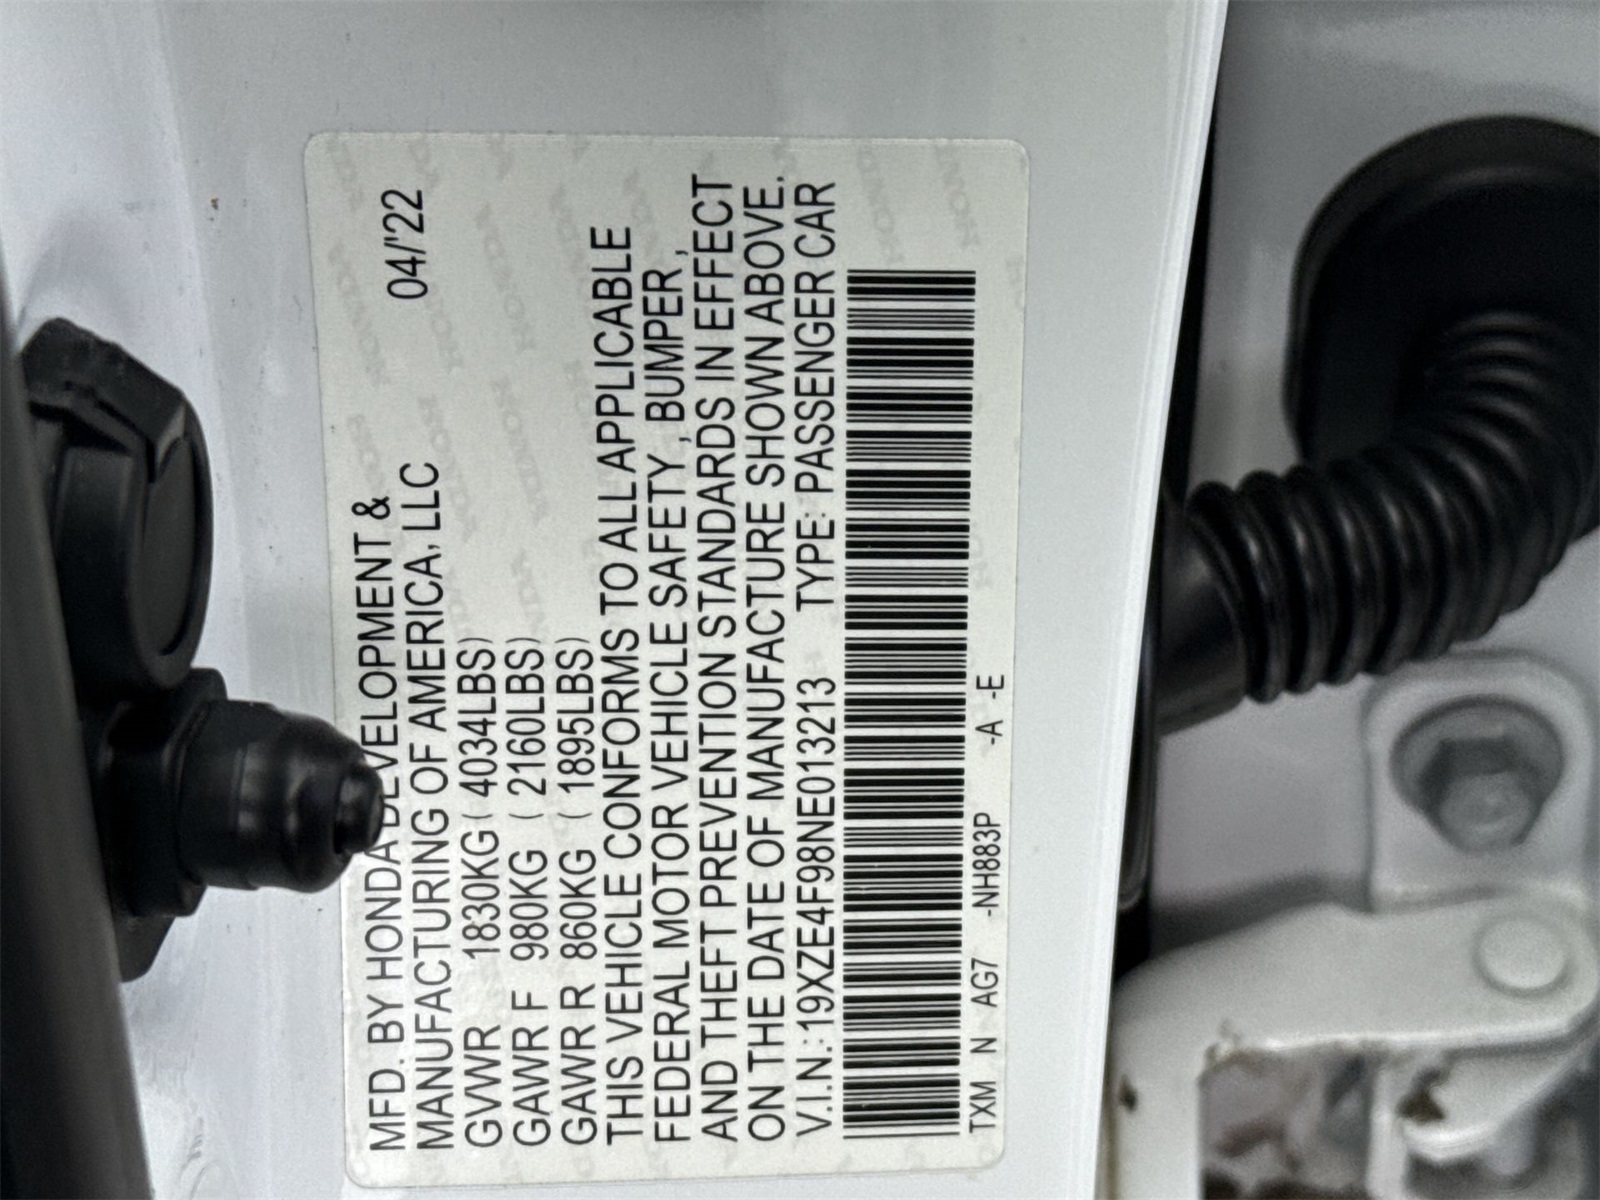 MFD. BY HONDA DEVELOPMENT &
MANUFACTURING OF AMERICA, LLC 04/'22
GVWR 1830KG ( 4034LBS)
GAWR F 980KG ( 2160LBS)
GAWR R 860KG ( 1895LBS)
THIS VEHICLE CONFORMS TO ALL APPLICABLE
FEDERAL MOTOR VEHICLE SAFETY , BUMPER ,
AND THEFT PREVENTION STANDARDS IN EFFECT
ON THE DATE OF MANUFACTURE SHOWN ABOVE.
V.I.N.:19XZE4F98NE013213 TYPE: PASSENGER CAR
TXM N AG7 -NH883P -A -E